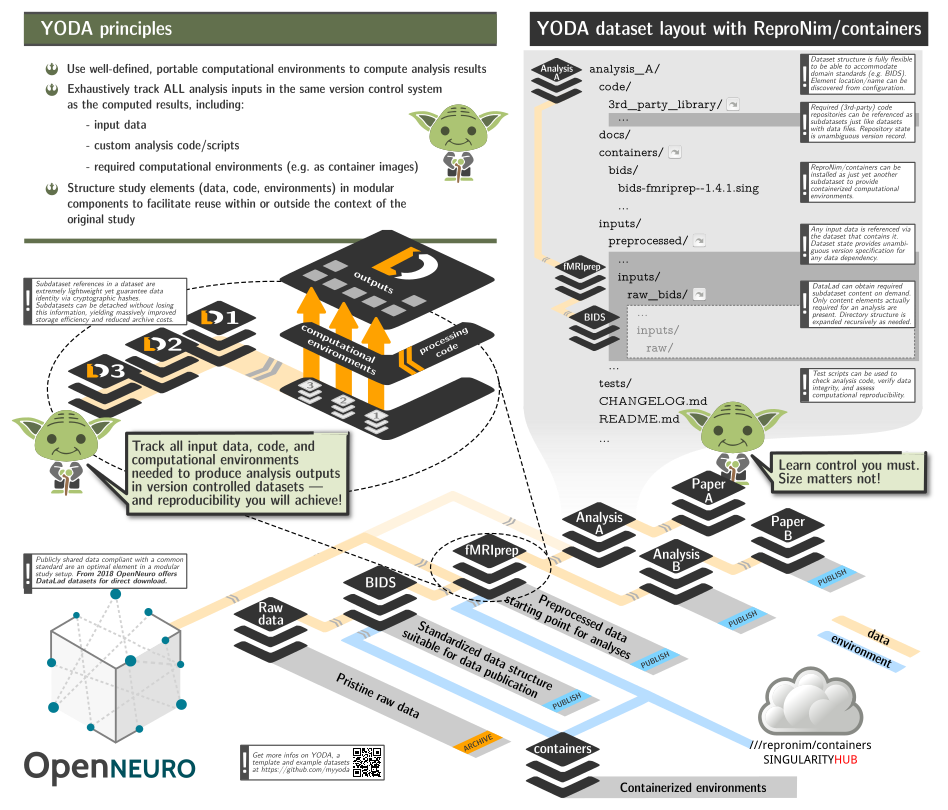 YODA principles
Use well-defined, portable computational environments to compute analysis results
Exhaustively track ALL analysis inputs in the same version control system
as the computed results, including:
- input data
- custom analysis code/scripts
- required computational environments (e.g. as container images)
Structure study elements (data, code, environments) in modular
components to facilitate reuse within or outside the context of the
original study
YODA dataset layout with ReproNim/containers
Analysis
A
analysis_A/
code/
3rd_party_library/
...
docs/
containers/
bids/
bids-fmriprep--1.4.1.sing
...
inputs/
preprocessed/
...
fMRIprep
inputs/
raw_bids/
BIDS
...
inputs/
raw/
...
tests/
CHANGELOG.md
README.md
...
Dataset structure is fully flexible
to be able to accommodate
domain standards (e.g. BIDS).
Element location/name can be
discovered from configuration.
Required (3rd-party) code
repositories can be referenced as
subdatasets just like datasets
with data files. Repository state
is unambiguous version record.
ReproNim/containers can be
installed as just yet another
subdataset to provide
containerized computational
environments.
Any input data is referenced via
the dataset that contains it.
Dataset state provides unambi-
guous version specification for
any data dependency.
DataLad can obtain required
subdataset content on demand.
Only content elements actually
required for an analysis are
present. Directory structure is
expanded recursively as needed.
Test scripts can be used to
check analysis code, verify data
integrity, and assess
computational reproducibility.
Subdataset references in a dataset are
extremely lightweight yet guarantee data
identity via cryptographic hashes.
Subdatasets can be detached without losing
this information, yielding massively improved
storage efficiency and reduced archive costs.
outputs
computational
environments
processing
code
D1
D2
D3
3
2
1
Track all input data, code, and
computational environments
needed to produce analysis outputs
in version controlled datasets —
and reproducibility you will achieve!
Learn control you must.
Size matters not!
Paper
A
Paper
B
Analysis
A
Analysis
B
fMRIprep
BIDS
Raw
data
Publicly shared data compliant with a common
standard are an optimal element in a modular
study setup. From 2018 OpenNeuro offers
DataLad datasets for direct download.
PUBLISH
PUBLISH
Preprocessed data
starting point for analyses
PUBLISH
Standardized data structure
suitable for data publication
PUBLISH
Pristine raw data
ARCHIVE
data
environment
containers
Containerized environments
///repronim/containers
SINGULARITYHUB
OpenNEURO
Get more infos on YODA, a
template and example datasets
at https://github.com/myyoda